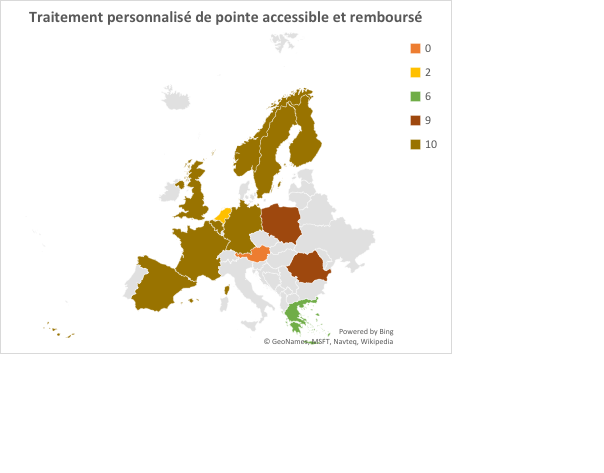 Traitement personnalisé de pointe accessible et remboursé
0
2
6
9
10
Powered by Bing
© GeoNames, MSFT, Navteq, Wikipedia